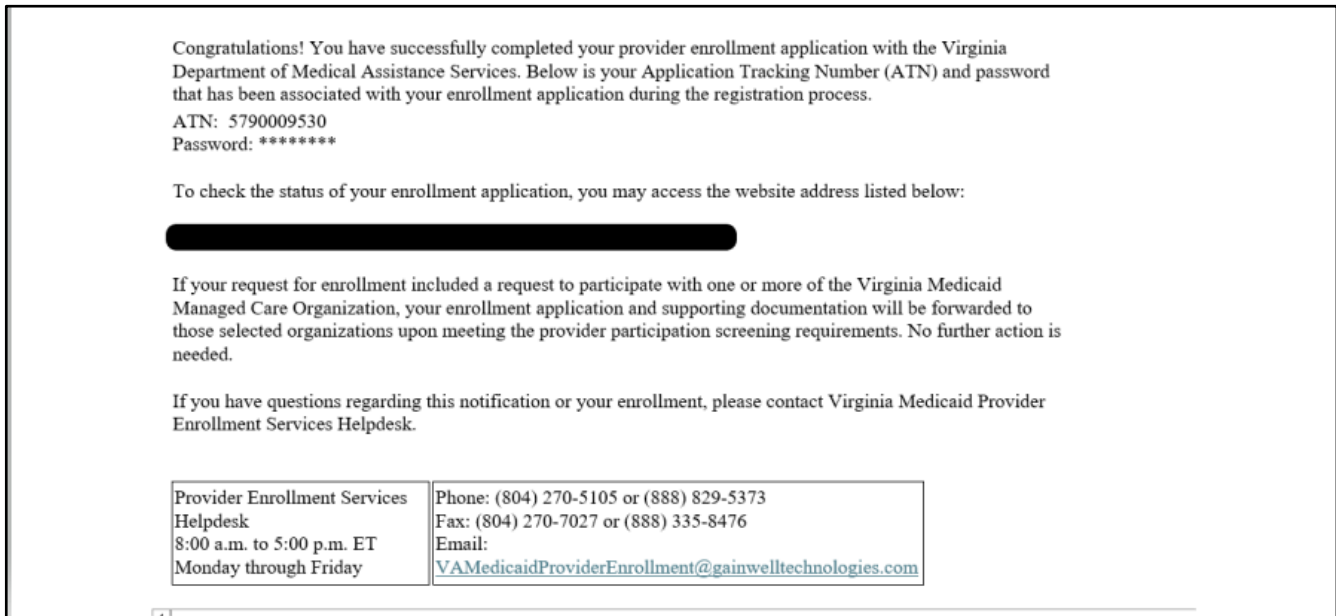 Congratulations! You have successfully completed your provider enrollment application with the Virginia
Department of Medical Assistance Services. Below is your Application Tracking Number (ATN) and password
that has been associated with your enrollment application during the registration process.
ATN:  5790009530
Password: ********
To check the status of your enrollment application, you may access the website address listed below:
If your request for enrollment included a request to participate with one or more of the Virginia Medicaid
Managed Care Organization, your enrollment application and supporting documentation will be forwarded to
those selected organizations upon meeting the provider participation screening requirements. No further action is
needed.
If you have questions regarding this notification or your enrollment, please contact Virginia Medicaid Provider
Enrollment Services Helpdesk.
Provider Enrollment Services
Helpdesk
8:00 a.m. to 5:00 p.m. ET
Monday through Friday
Phone: (804) 270-5105 or (888) 829-5373
Fax: (804) 270-7027 or (888) 335-8476
Email:
VAMedicaidProviderEnrollment@gainwelltechnologies.com